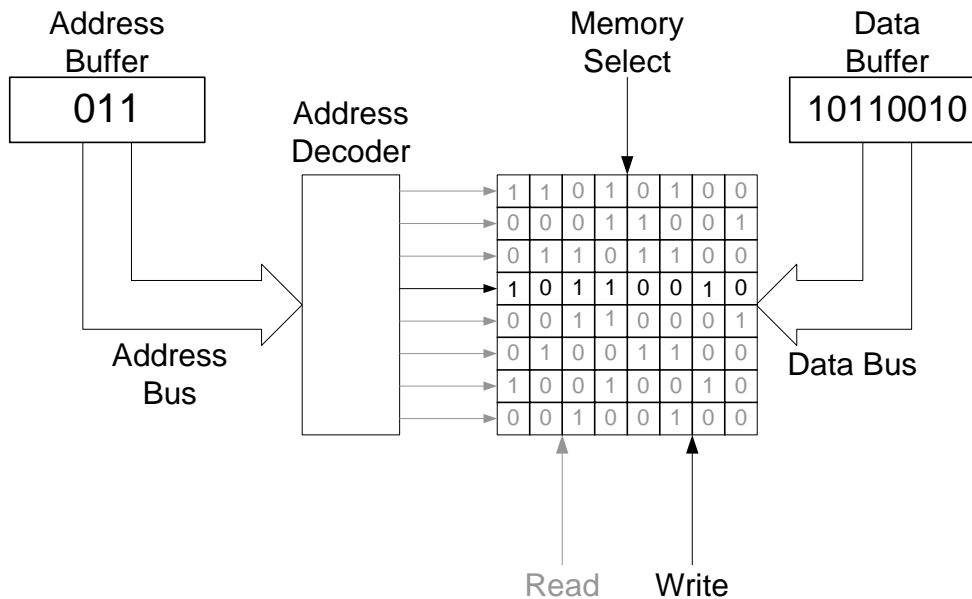 Address
Buffer
011
Memory
Select
Data
Buffer
10110010
Address
Decoder
1 1 0 1 0 1 0 0
0 0 0 1 1 0 0 1
0 1 1 0 1 1 0 0
1 0 1 1 0 0 1 0
0 0 1 1 0 0 0 1
0 1 0 0 1 1 0 0
1 0 0 1 0 0 1 0
0 0 1 0 0 1 0 0
Address
Bus
Data Bus
Read
Write